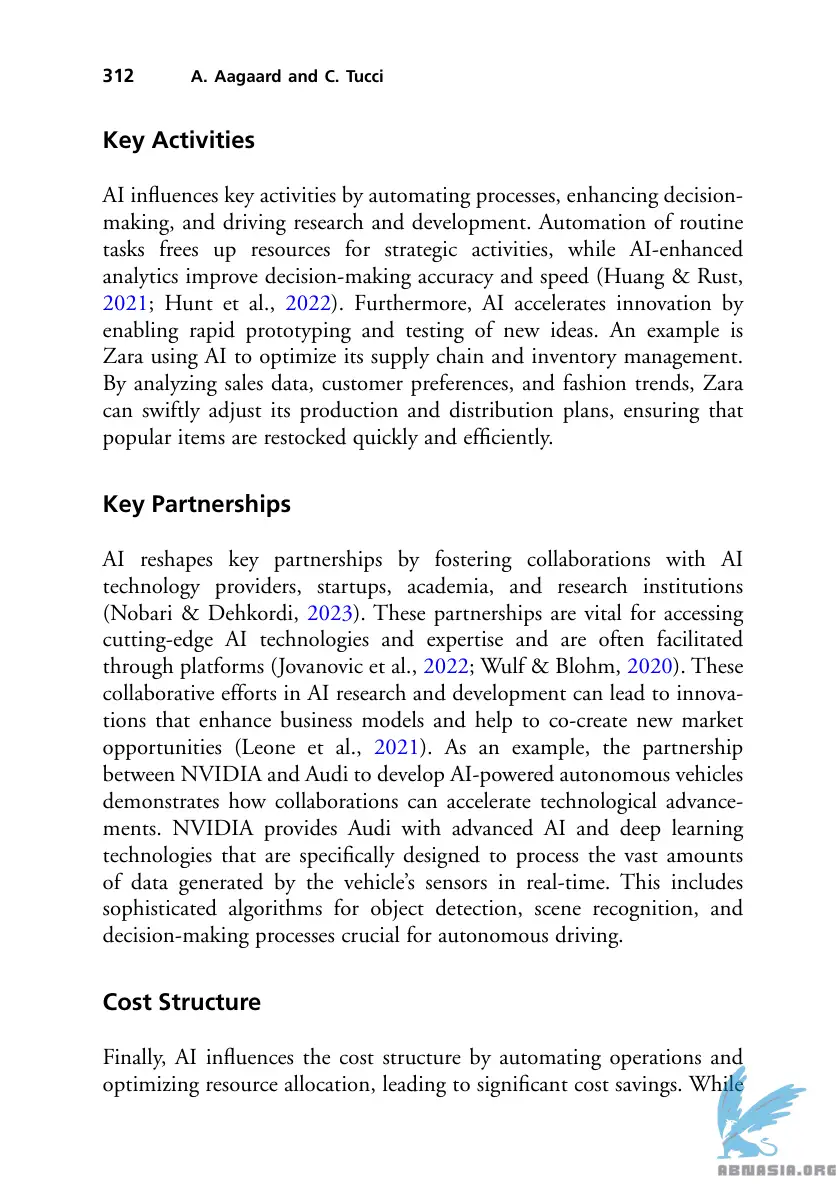 312 A. Aagaard and C. Tucci
Key Activities
AI influences key activities by automating processes, enhancing decision-
making, and driving research and development. Automation of routine
tasks frees up resources for strategic activities, while AI-enhanced
analytics improve decision-making accuracy and speed (Huang & Rust,
2021; Hunt et al., 2022). Furthermore, AI accelerates innovation by
enabling rapid prototyping and testing of new ideas. An example is
Zara using AI to optimize its supply chain and inventory management.
By analyzing sales data, customer preferences, and fashion trends, Zara
can swiftly adjust its production and distribution plans, ensuring that
popular items are restocked quickly and efficiently.
Key Partnerships
AI reshapes key partnerships by fostering collaborations with AI
technology providers, startups, academia, and research institutions
(Nobari & Dehkordi, 2023). These partnerships are vital for accessing
cutting-edge AI technologies and expertise and are often facilitated
through platforms (Jovanovic et al., 2022; Wulf & Blohm, 2020). These
collaborative efforts in AI research and development can lead to innova-
tions that enhance business models and help to co-create new market
opportunities (Leone et al., 2021). As an example, the partnership
between NVIDIA and Audi to develop AI-powered autonomous vehicles
demonstrates how collaborations can accelerate technological advance-
ments. NVIDIA provides Audi with advanced AI and deep learning
technologies that are specifically designed to process the vast amounts
of data generated by the vehicle's sensors in real-time. This includes
sophisticated algorithms for object detection, scene recognition, and
decision-making processes crucial for autonomous driving.
Cost Structure
Finally, AI influences the cost structure by automating operations and
optimizing resource allocation, leading to significant cost savings. While
ABNASIA.ORG